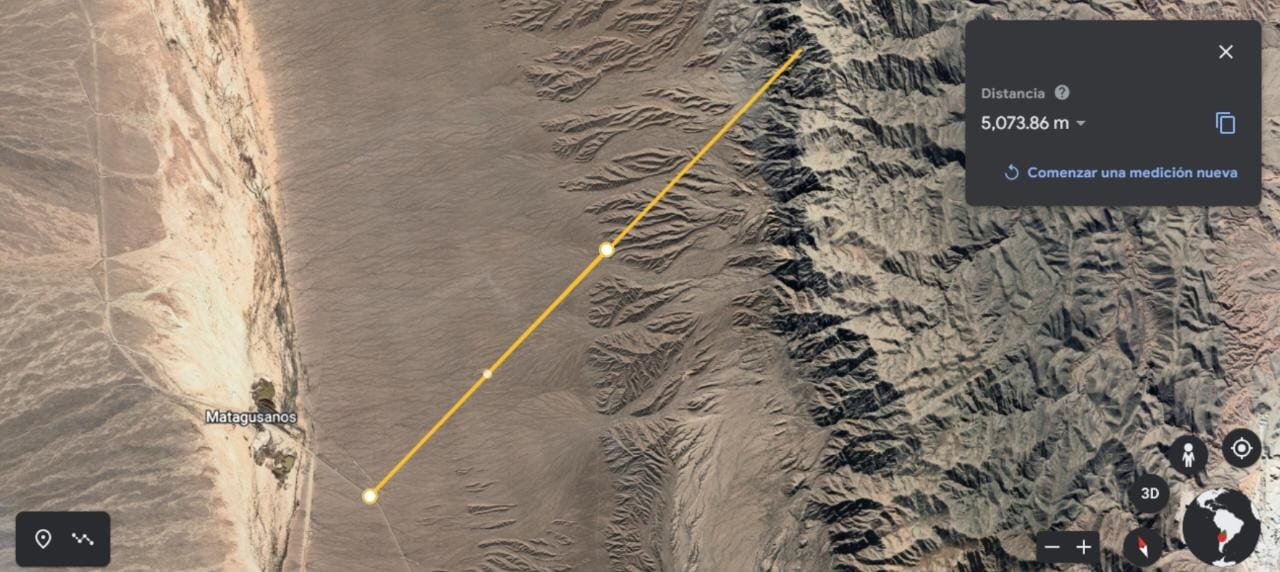 Distancia ?
5,073.86 m
Comenzar una medición nueva
Matagusanos
3D